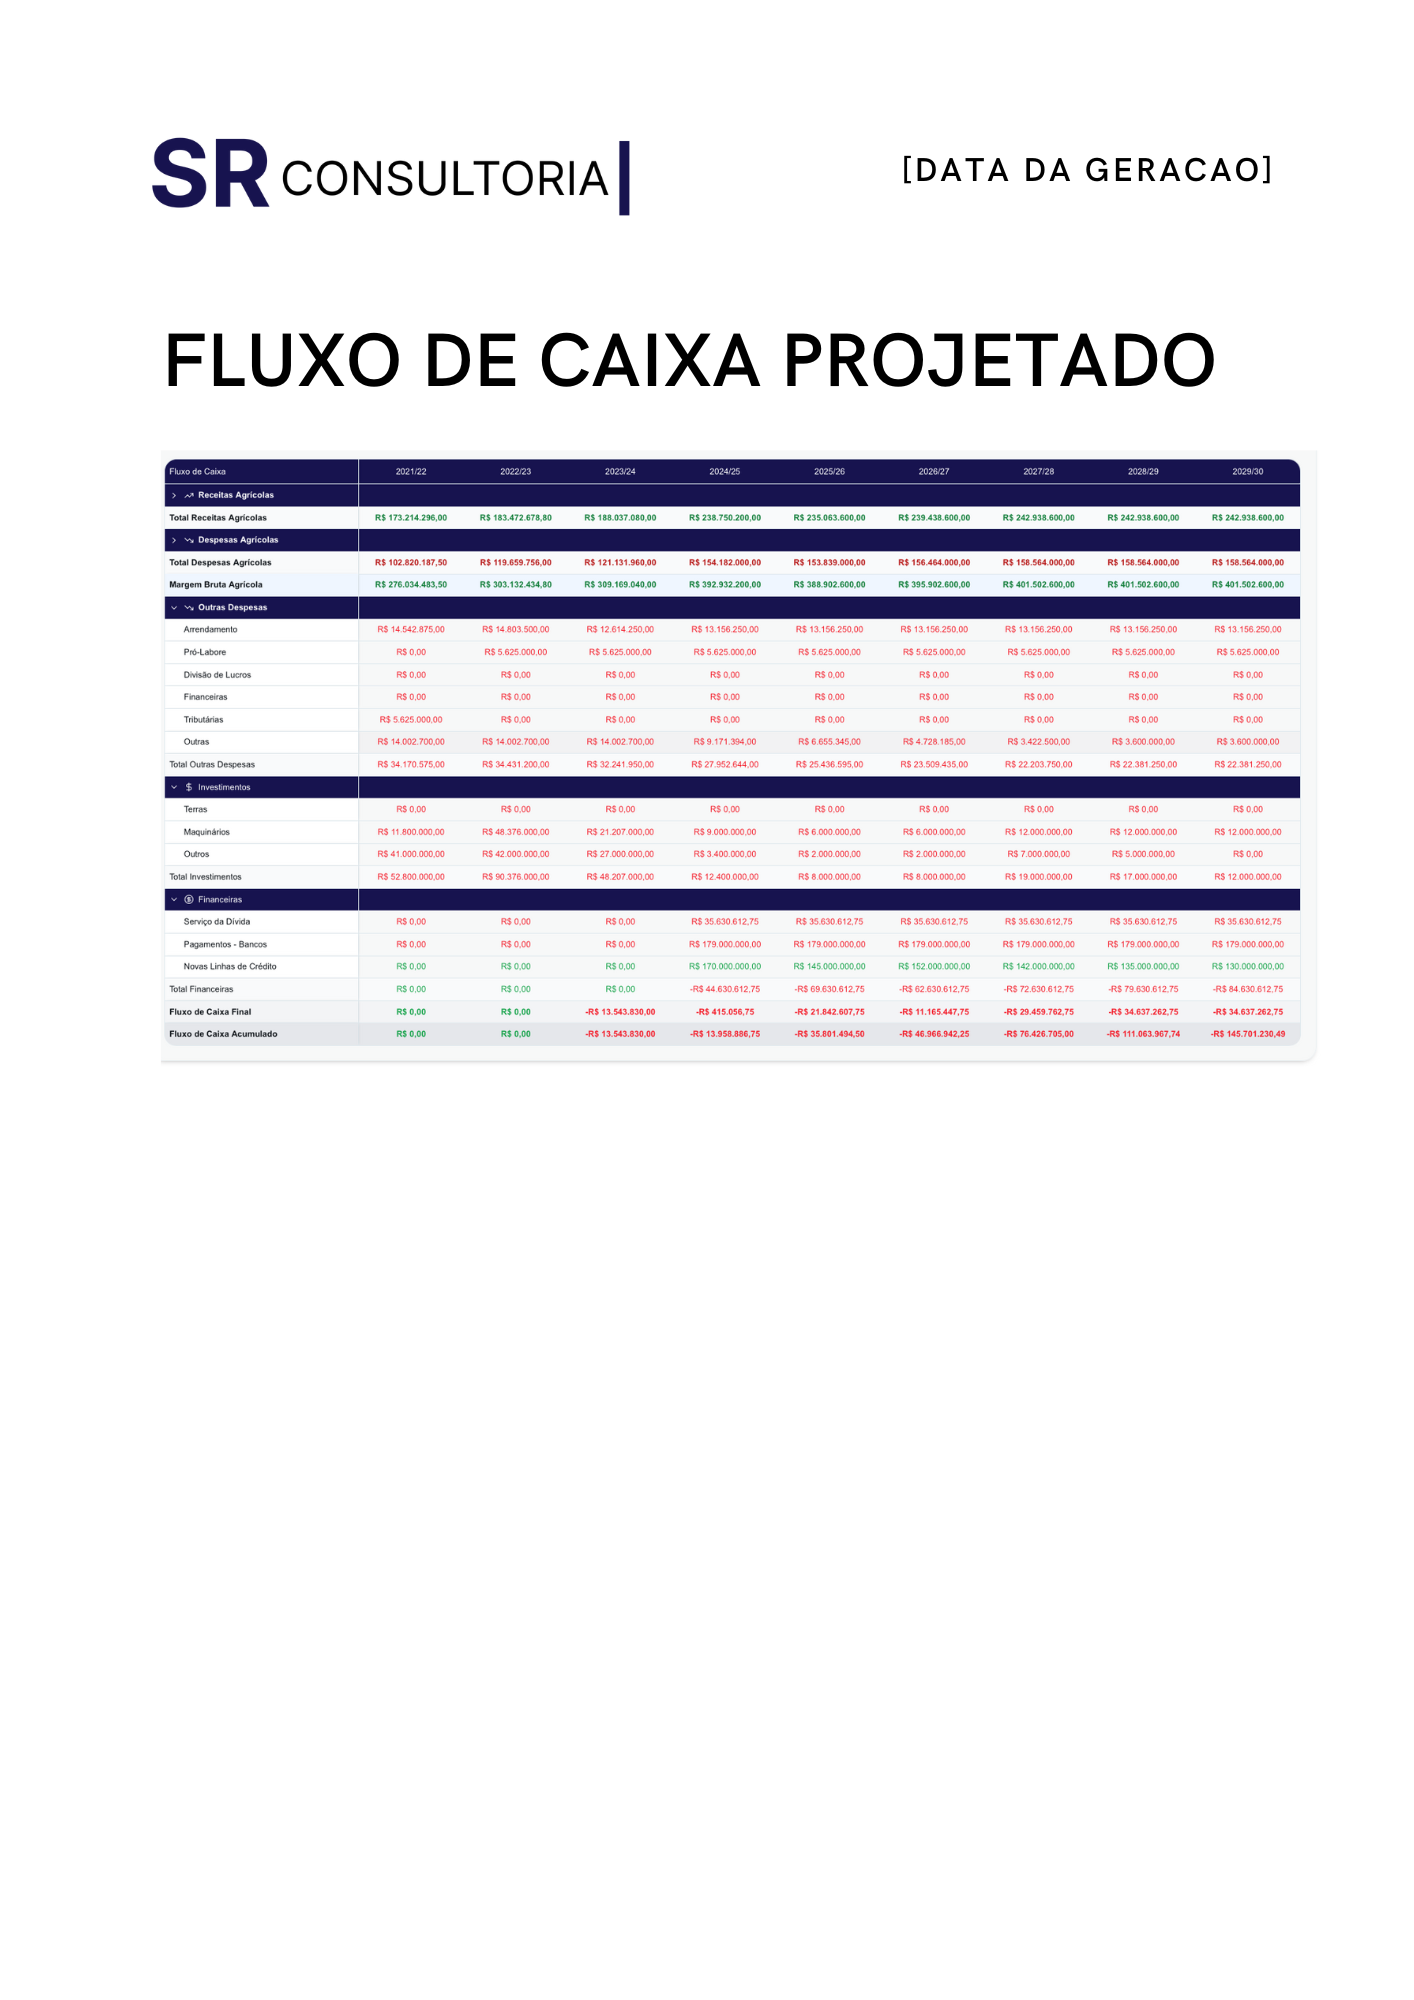 SR CONSULTORIA
[DATA DA GERACAO]
FLUXO DE CAIXA PROJETADO
Fluxo de Caixa 2021/22 2022/23 2023/24 2024/25 2025/26 2026/27 2027/28 2028/29 2029/30
Receitas Agrícolas
Total Receitas Agrícolas R$ 173.214.296,00 R$ 183.472.678,80 R$ 188.037.080,00 R$ 238.750.200,00 R$ 235.063.600,00 R$ 239.438.600,00 R$ 242.938.600,00 R$ 242.938.600,00 R$ 242.938.600,00
Despesas Agrícolas
Total Despesas Agrícolas R$ 102.820.187,50 R$ 119.659.756,00 R$ 121.131.960,00 R$ 154.182.000,00 R$ 153.839.000,00 R$ 156.464.000,00 R$ 158.564.000,00 R$ 158.564.000,00 R$ 158.564.000,00
Margem Bruta Agrícola R$ 276.034.483,50 R$ 303.132.434,80 R$ 309.169.040,00 R$ 392.932.200,00 R$ 388.902.600,00 R$ 395.902.600,00 R$ 401.502.600,00 R$ 401.502.600,00 R$ 401.502.600,00
Outras Despesas
Arrendamento R$ 14.542.875,00 R$ 14.803.500,00 R$ 12.614.250,00 R$ 13.156.250,00 R$ 13.156.250,00 R$ 13.156.250,00 R$ 13.156.250,00 R$ 13.156.250,00 R$ 13.156.250,00
Pró-Labore R$ 0,00 R$ 5.625.000,00 R$ 5.625.000,00 R$ 5.625.000,00 R$ 5.625.000,00 R$ 5.625.000,00 R$ 5.625.000,00 R$ 5.625.000,00 R$ 5.625.000,00
Divisão de Lucros R$ 0,00 R$ 0,00 R$ 0,00 R$ 0,00 R$ 0,00 R$ 0,00 R$ 0,00 R$ 0,00 R$ 0,00
Financeiras R$ 0,00 R$ 0,00 R$ 0,00 R$ 0,00 R$ 0,00 R$ 0,00 R$ 0,00 R$ 0,00 R$ 0,00
Tributárias R$ 5.625.000,00 R$ 0,00 R$ 0,00 R$ 0,00 R$ 0,00 R$ 0,00 R$ 0,00 R$ 0,00 R$ 0,00
Outras R$ 14.002.700,00 R$ 14.002.700,00 R$ 14.002.700,00 R$ 9.171.394,00 R$ 6.655.345,00 R$ 4.728.185,00 R$ 3.422.500,00 R$ 3.600.000,00 R$ 3.600.000,00
Total Outras Despesas R$ 34.170.575,00 R$ 34.431.200,00 R$ 32.241.950,00 R$ 27.952.644,00 R$ 25.436.595,00 R$ 23.509.435,00 R$ 22.203.750,00 R$ 22.381.250,00 R$ 22.381.250,00
Investimentos
Terras R$ 0,00 R$ 0,00 R$ 0,00 R$ 0,00 R$ 0,00 R$ 0,00 R$ 0,00 R$ 0,00 R$ 0,00
Maquinários R$ 11.800.000,00 R$ 48.376.000,00 R$ 21.207.000,00 R$ 9.000.000,00 R$ 6.000.000,00 R$ 6.000.000,00 R$ 12.000.000,00 R$ 12.000.000,00 R$ 12.000.000,00
Outros R$ 41.000.000,00 R$ 42.000.000,00 R$ 27.000.000,00 R$ 3.400.000,00 R$ 2.000.000,00 R$ 2.000.000,00 R$ 7.000.000,00 R$ 5.000.000,00 R$ 0,00
Total Investimentos R$ 52.800.000,00 R$ 90.376.000,00 R$ 48.207.000,00 R$ 12.400.000,00 R$ 8.000.000,00 R$ 8.000.000,00 R$ 19.000.000,00 R$ 17.000.000,00 R$ 12.000.000,00
Financeiras
Serviço da Dívida R$ 0,00 R$ 0,00 R$ 0,00 R$ 35.630.612,75 R$ 35.630.612,75 R$ 35.630.612,75 R$ 35.630.612,75 R$ 35.630.612,75 R$ 35.630.612,75
Pagamentos - Bancos R$ 0,00 R$ 0,00 R$ 0,00 R$ 179.000.000,00 R$ 179.000.000,00 R$ 179.000.000,00 R$ 179.000.000,00 R$ 179.000.000,00 R$ 179.000.000,00
Novas Linhas de Crédito R$ 0,00 R$ 0,00 R$ 0,00 R$ 170.000.000,00 R$ 145.000.000,00 R$ 152.000.000,00 R$ 142.000.000,00 R$ 135.000.000,00 R$ 130.000.000,00
Total Financeiras R$ 0,00 R$ 0,00 R$ 0,00 -R$ 44.630.612,75 -R$ 69.630.612,75 -R$ 62.630.612,75 -R$ 72.630.612,75 -R$ 79.630.612,75 -R$ 84.630.612,75
Fluxo de Caixa Final R$ 0,00 R$ 0,00 -R$ 13.543.830,00 -R$ 415.056,75 -R$ 21.842.607,75 -R$ 11.165.447,75 -R$ 29.459.762,75 -R$ 34.637.262,75 -R$ 34.637.262,75
Fluxo de Caixa Acumulado R$ 0,00 R$ 0,00 -R$ 13.543.830,00 -R$ 13.958.886,75 -R$ 35.801.494,50 -R$ 46.966.942,25 -R$ 76.426.705,00 -R$ 111.063.967,74 -R$ 145.701.230,49